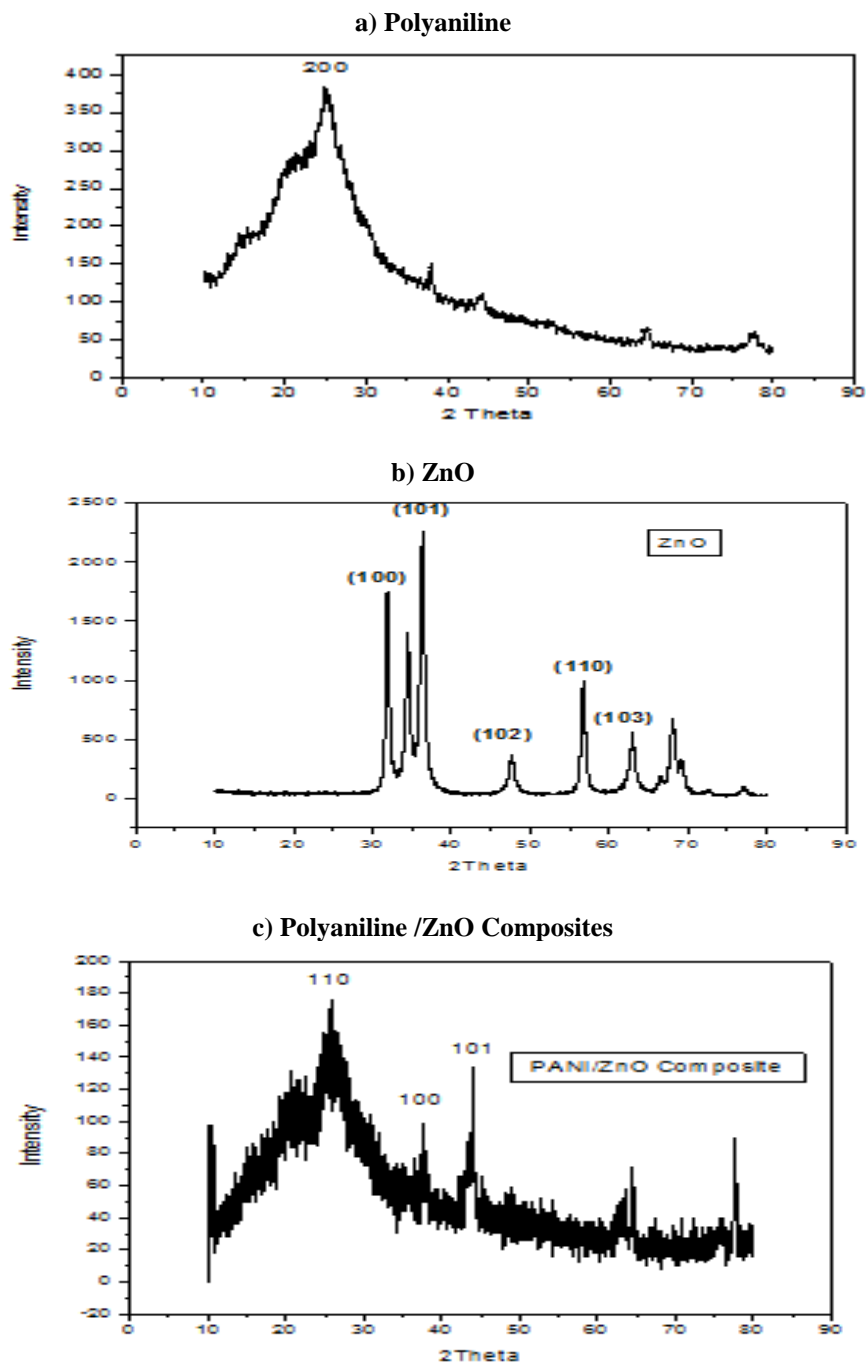 a) Polyaniline
200
400
350
300
250
200
150
100
50
0
Intensity
0 10 20 30 40 50 60 70 80 90
2 Theta
b) ZnO
2500
2000
1500
1000
500
0
Intensity
(101)
ZnO
(100)
(110)
(102)
(103)
0 10 20 30 40 50 60 70 80 90
2Theta
c) Polyaniline /ZnO Composites
200
180
160
140
120
100
80
60
40
20
0
-20
Intensity
110
101
PANI/ZnO Composite
100
0 10 20 30 40 50 60 70 80 90
2Theta